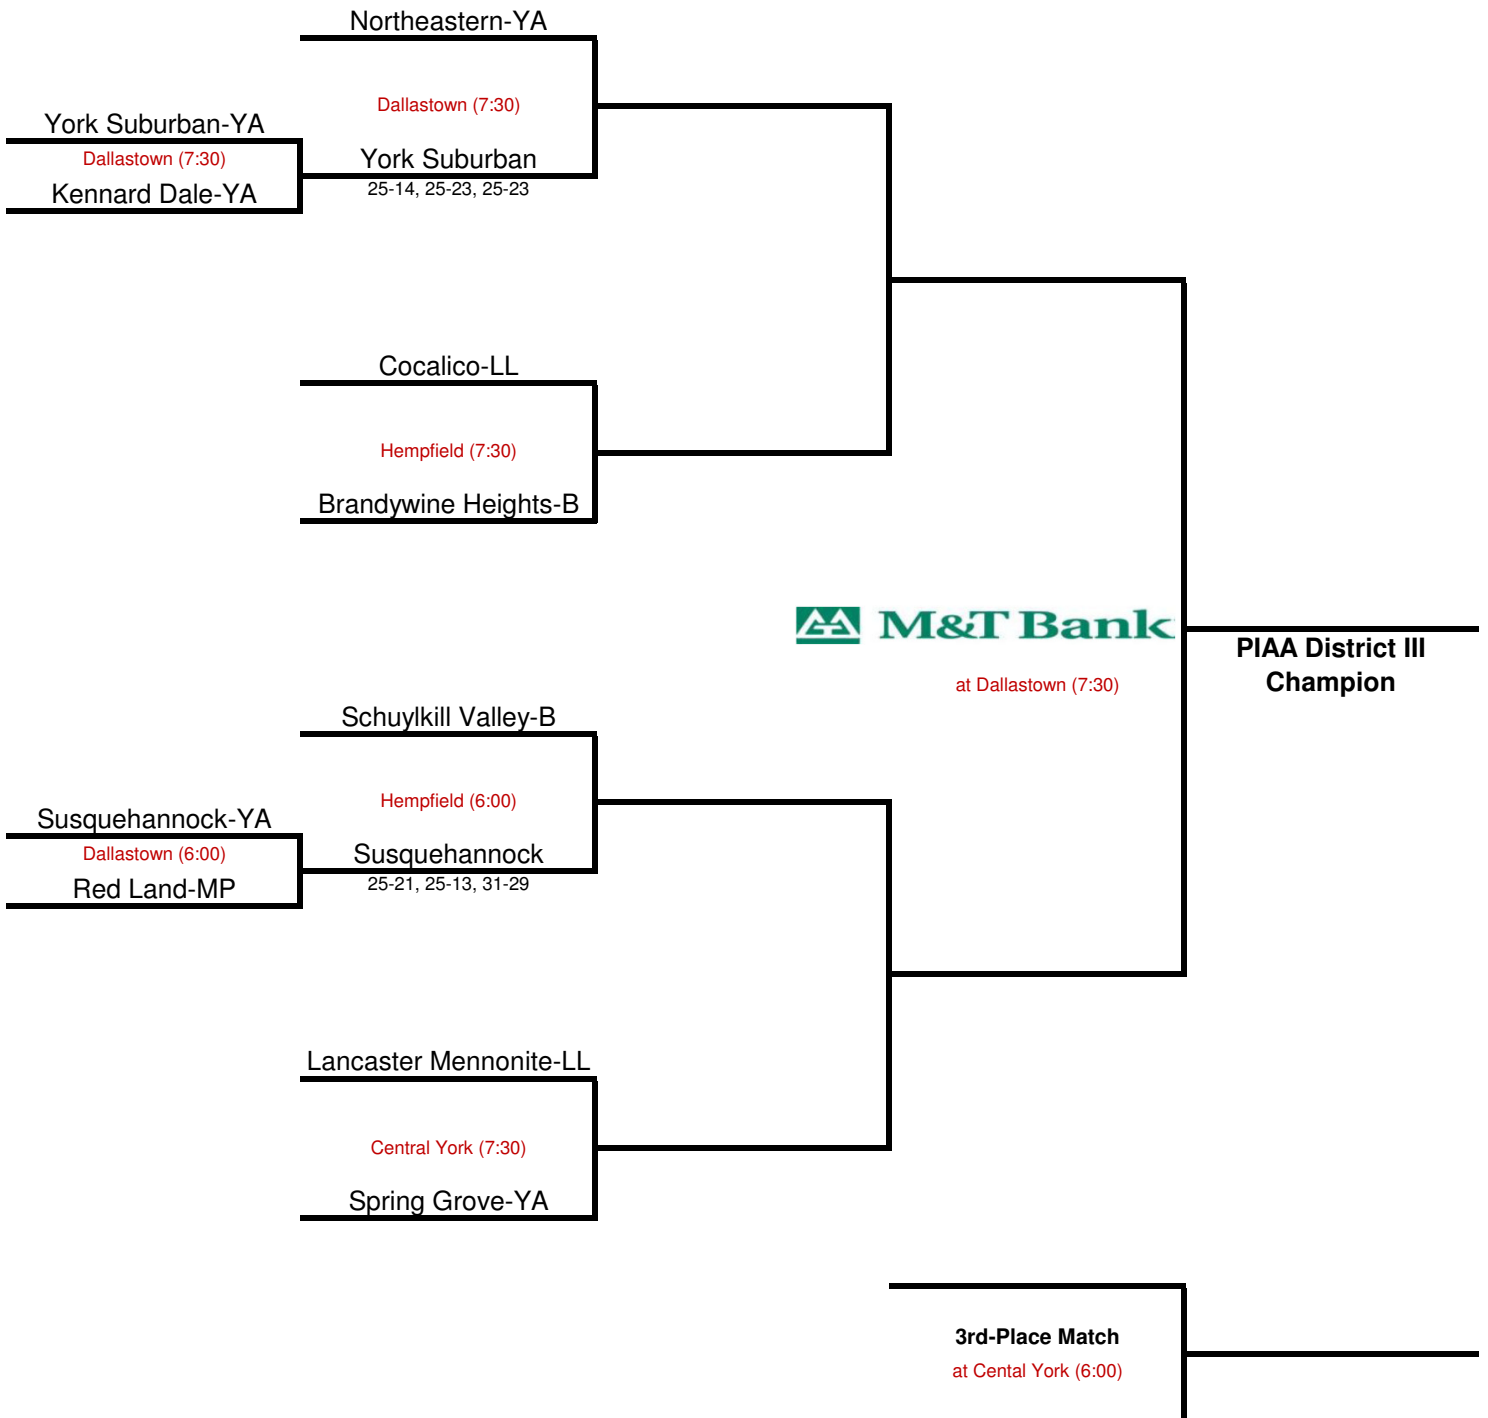 Northeastern-YA
Dallastown (7:30)
York Suburban-YA
Dallastown (7:30)
York Suburban
Kennard Dale-YA
25-14, 25-23, 25-23
Cocalico-LL
Hempfield (7:30)
Brandywine Heights-B
M&T Bank
PIAA District III
Champion
at Dallastown (7:30)
Schuylkill Valley-B
Hempfield (6:00)
Susquehannock-YA
Dallastown (6:00)
Susquehannock
Red Land-MP
25-21, 25-13, 31-29
Lancaster Mennonite-LL
Central York (7:30)
Spring Grove-YA
3rd-Place Match
at Cental York (6:00)